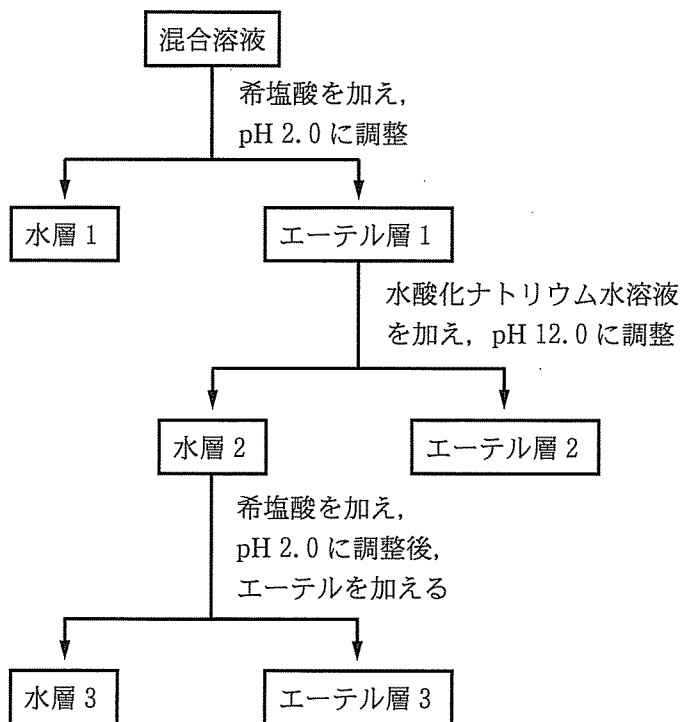 混合溶液
希塩酸を加え,
pH 2.0 に調整
水層 1
エーテル層 1
水酸化ナトリウム水溶液
を加え, pH 12.0 に調整
水層 2
エーテル層 2
希塩酸を加え,
pH 2.0 に調整後,
エーテルを加える
水層 3
エーテル層 3